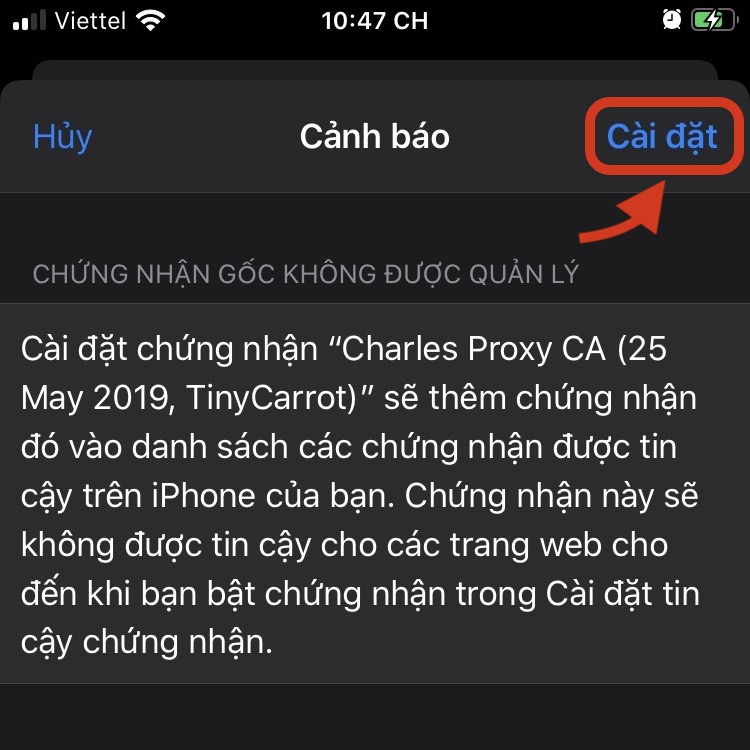 Viettel 10:47 CH
Hủy Cảnh báo Cài đặt
CHỨNG NHẬN GỐC KHÔNG ĐƯỢC QUẢN LÝ
Cài đặt chứng nhận “Charles Proxy CA (25
May 2019, TinyCarrot)” sẽ thêm chứng nhận
đó vào danh sách các chứng nhận được tin
cậy trên iPhone của bạn. Chứng nhận này sẽ
không được tin cậy cho các trang web cho
đến khi bạn bật chứng nhận trong Cài đặt tin
cậy chứng nhận.